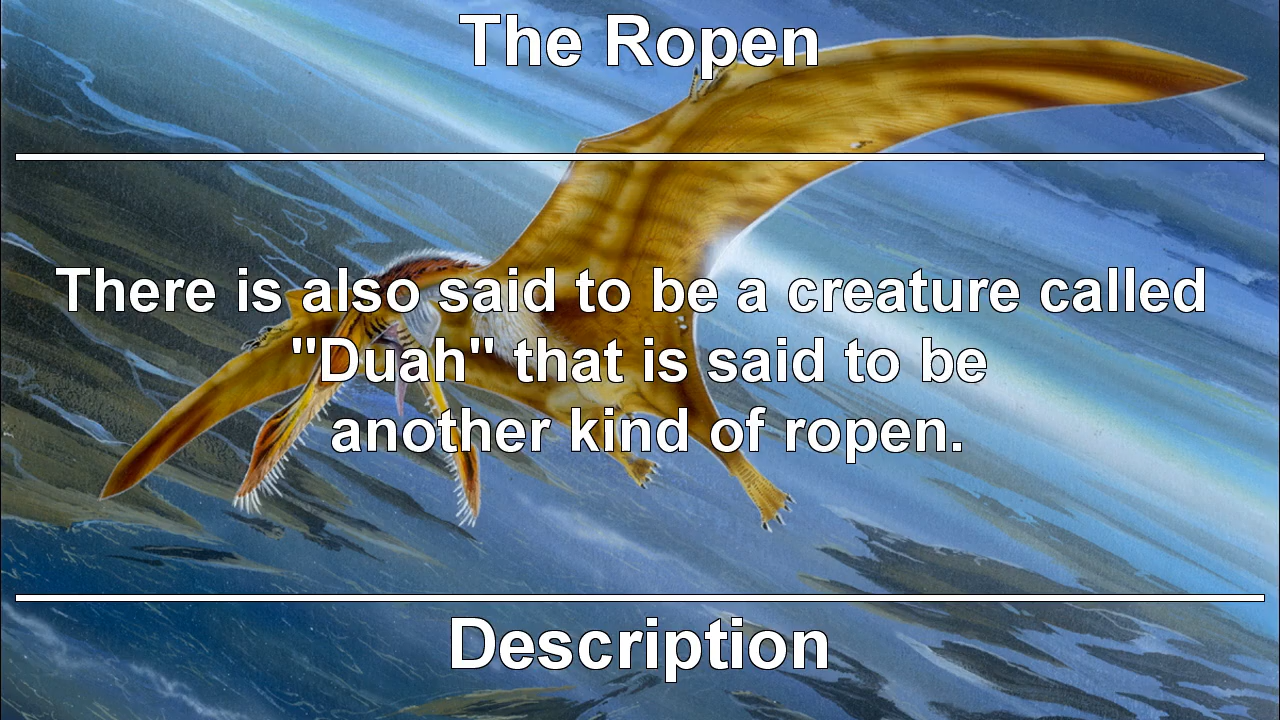 The Ropen
There is also said to be a creature called
"Duah" that is said to be
another kind of ropen.
Description